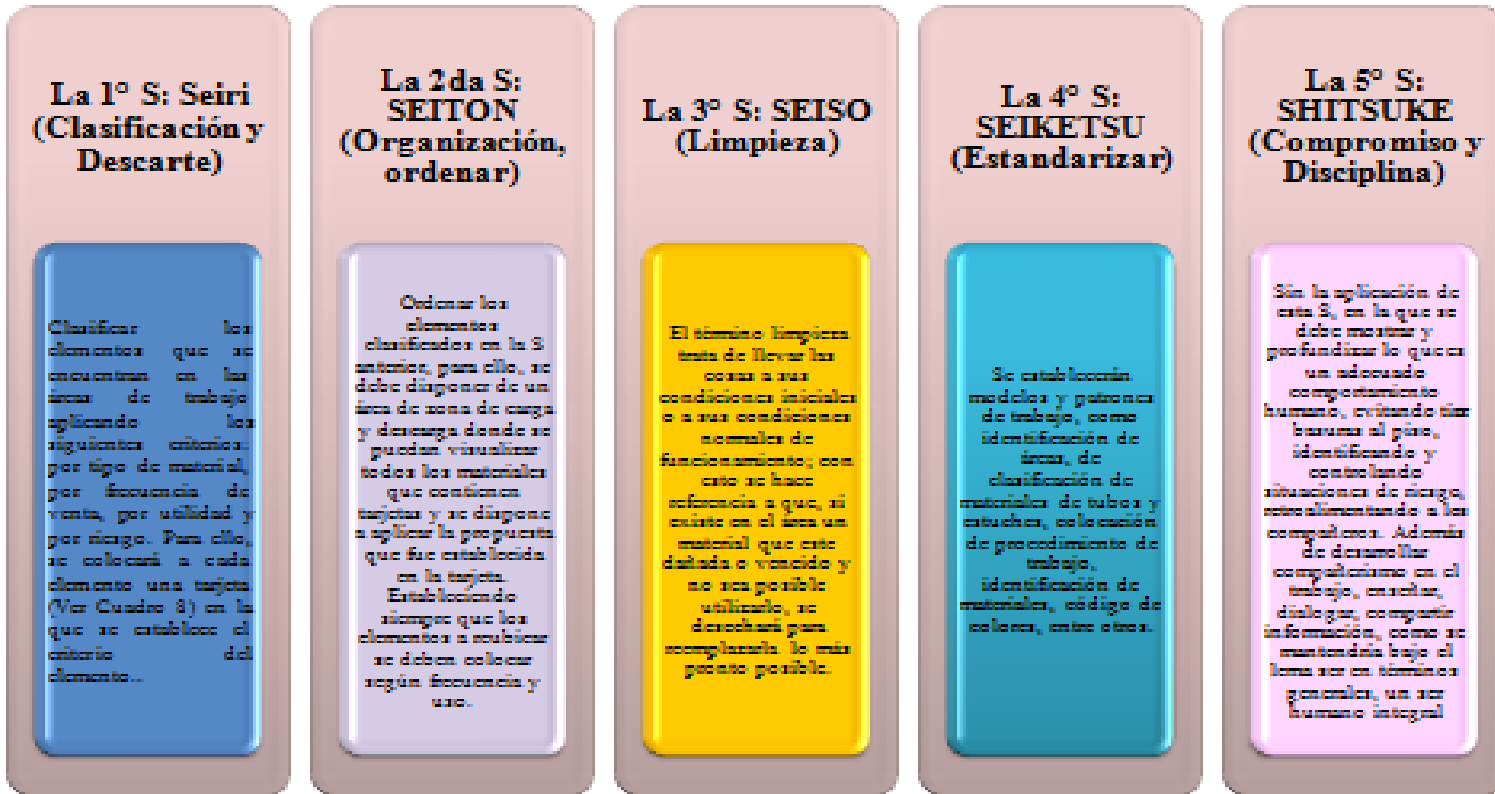 La 1° S: Seiri
(Clasificación y
Descarte)
Clasificar los
elementos que se
encuentran en las
áreas de trabajo
aplicando los
siguientes criterios:
por tipo de material,
por frecuencia de
venta, por utilidad y
por riesgo. Para ello,
se colocará a cada
elemento una tarjeta
(Ver Cuadro 8) en la
que se establece el
criterio del
elemento..
La 2da S:
SEITON
(Organización,
ordenar)
Ordenar los
elementos
clasificados en la S
anterior, para ello, se
debe disponer de un
área de zona de carga
y descarga donde se
puedan visualizar
todos los materiales
que contienen
tarjetas y se dispone
a aplicar la propuesta
que fue establecida
en la tarjeta.
Estableciendo
siempre que los
elementos a reubicar
se deben colocar
según frecuencia y
uso.
La 3° S: SEISO
(Limpieza)
El término limpieza
trata de llevar las
cosas a sus
condiciones iniciales
o a sus condiciones
normales de
funcionamiento; con
esto se hace
referencia a que, si
existe en el área un
material que este
dañada o vencido y
no sea posible
utilizarlo, se
desechará para
reemplazarla lo más
pronto posible.
La 4° S:
SEIKETSU
(Estandarizar)
Se establecerán
modelos y patrones
de trabajo, como
identificación de
áreas, de
clasificación de
materiales de tubos y
estuches, colocación
de procedimiento de
trabajo,
identificación de
materiales, código de
colores, entre otros.
La 5° S:
SHITSUKE
(Compromiso y
Disciplina)
Sin la aplicación de
esta S, en la que se
debe mostrar y
profundizar lo que es
un adecuado
comportamiento
humano, evitando tirar
basuras al piso,
identificando y
controlando
situaciones de riesgo,
retroalimentando a los
compañeros. Además
de desarrollar
compañerismo en el
trabajo, enseñar,
dialogar, compartir
información, como se
mantendría bajo el
lema ser en términos
generales, un ser
humano integral